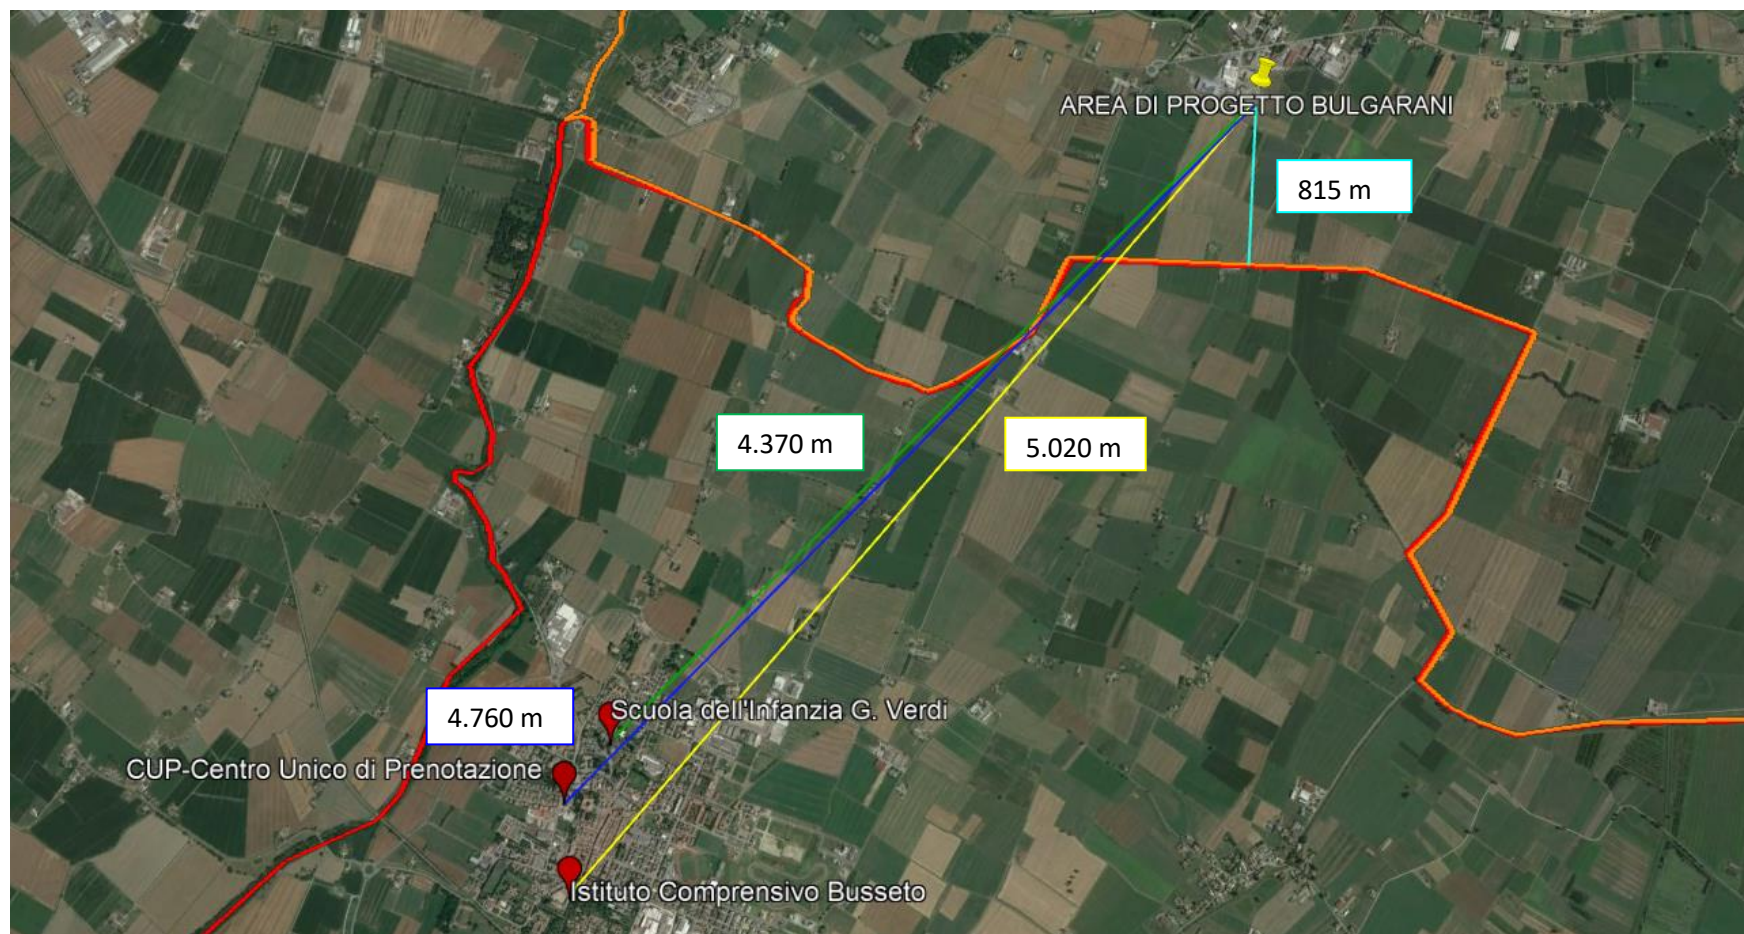 AREA DI PROGETTO BULGARANI
815 m
4.370 m
5.020 m
4.760 m
Scuola dell'Infanzia G. Verdi
CUP-Centro Unico di Prenotazione
Istituto Comprensivo Busseto